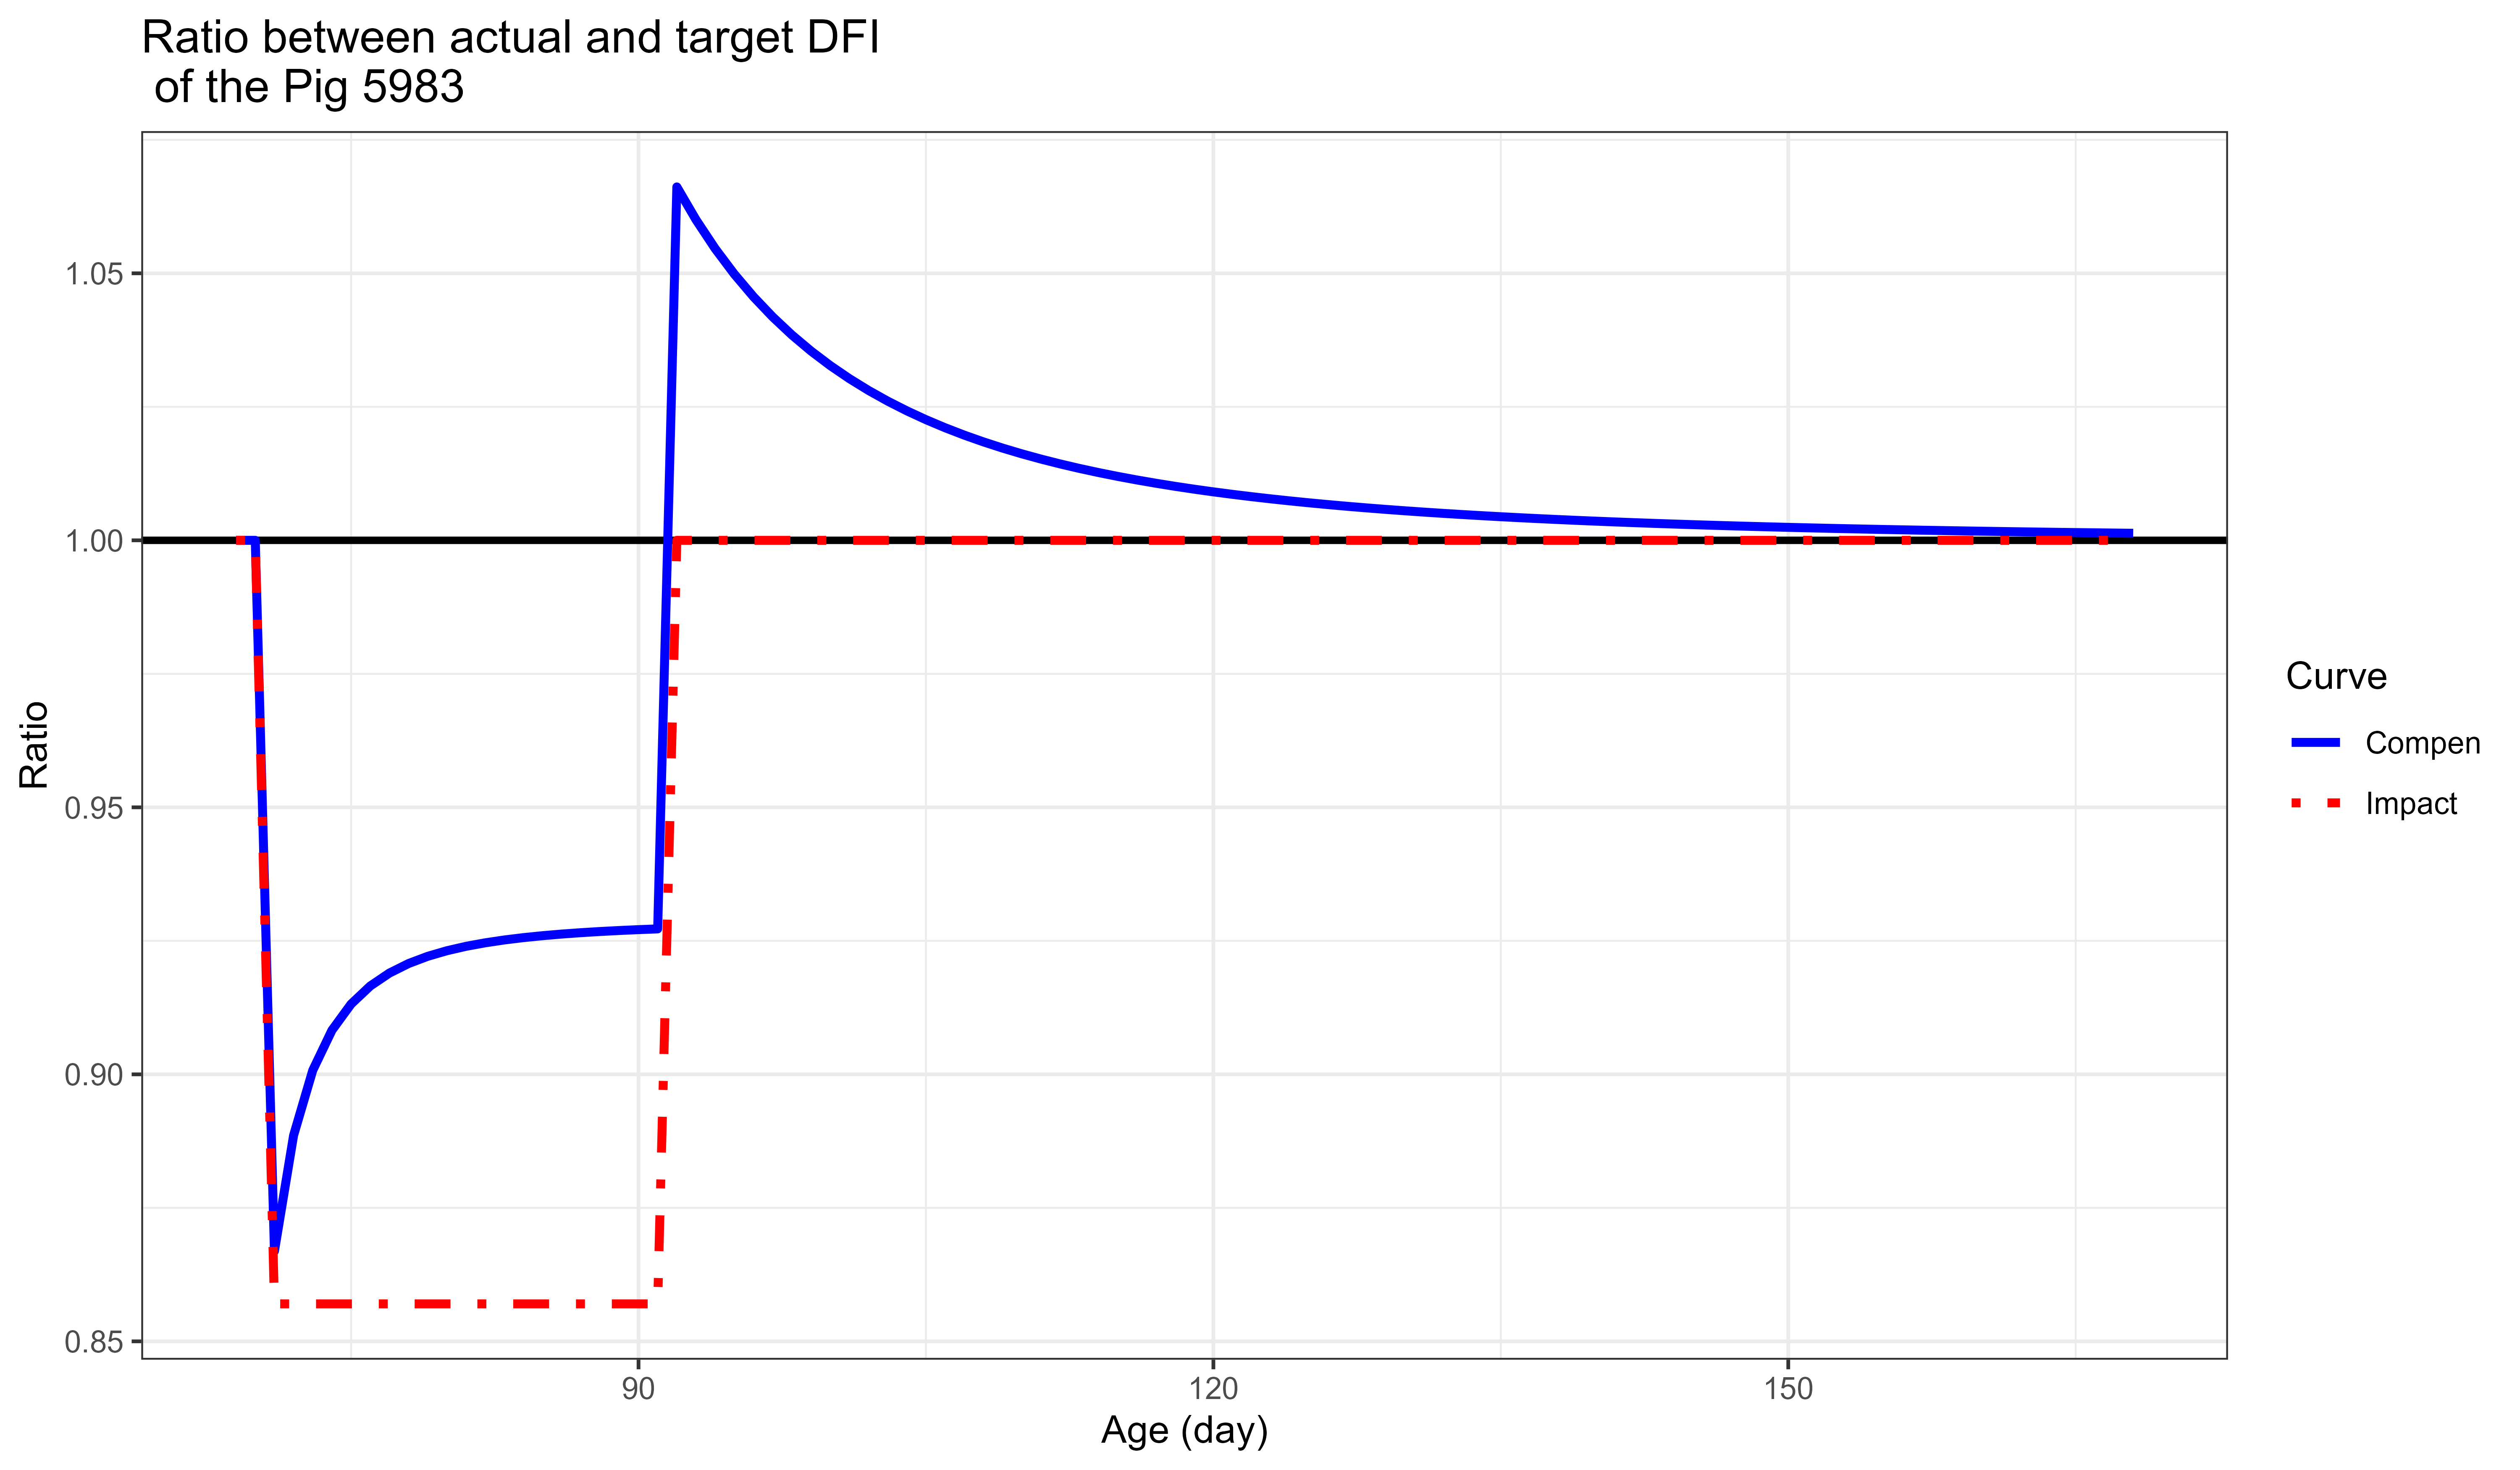 Ratio between actual and target DFI
of the Pig 5983
1.05
1.00
0.95
0.90
0.85
Ratio
90
120
150
Age (day)
Curve
Compen
Impact